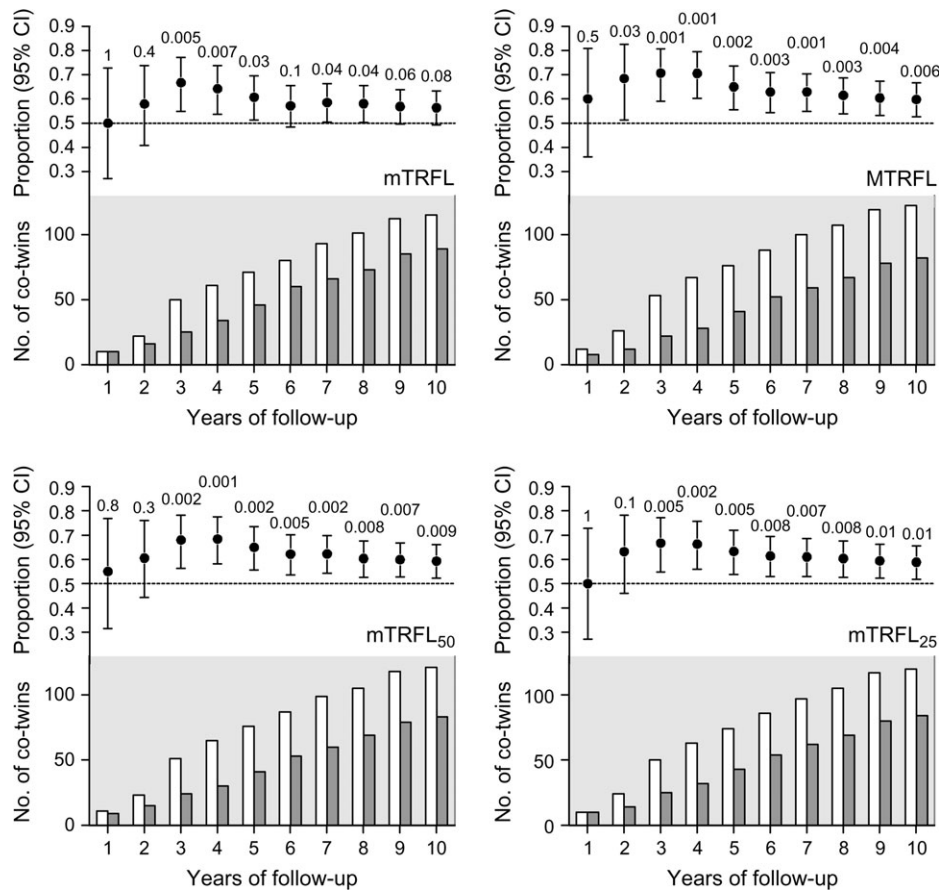 Proportion (95% CI)
0.9
0.8
0.7
0.6
0.5
0.4
0.3
1 0.4 0.005 0.007 0.03 0.1 0.04 0.04 0.06 0.08
mTRFL
No. of co-twins
100
50
0
1 2 3 4 5 6 7 8 9 10
Years of follow-up
Proportion (95% CI)
0.9
0.8
0.7
0.6
0.5
0.4
0.3
0.5 0.03 0.001 0.001 0.002 0.003 0.001 0.003 0.004 0.006
MTRFL
No. of co-twins
100
50
0
1 2 3 4 5 6 7 8 9 10
Years of follow-up
Proportion (95% CI)
0.9
0.8
0.7
0.6
0.5
0.4
0.3
0.8 0.3 0.002 0.001 0.002 0.005 0.002 0.008 0.007 0.009
mTRFL50
No. of co-twins
100
50
0
1 2 3 4 5 6 7 8 9 10
Years of follow-up
Proportion (95% CI)
0.9
0.8
0.7
0.6
0.5
0.4
0.3
1 0.1 0.005 0.002 0.005 0.008 0.007 0.008 0.01 0.01
mTRFL25
No. of co-twins
100
50
0
1 2 3 4 5 6 7 8 9 10
Years of follow-up